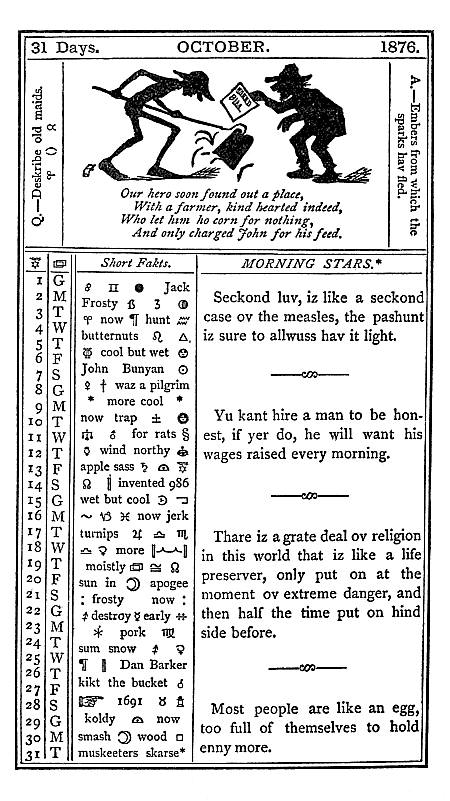 31 Days. OCTOBER. 1876.
Q.—Deskribe old maids.
BILL
A.—Embers from which the
sparks hav fled.
Our hero soon found out a place,
With a farmer, kind hearted indeed,
Who let him ho corn for nothing,
And only charged John for his feed.
Short Fakts.
MORNING STARS.*
1 G ♊ ● Jack
2 M Frosty
3 T ♈ now ¶ hunt
4 W butternuts ♌ △
5 T cool but wet
6 F John Bunyan ☉
7 S ♀ † waz a pilgrim
8 G * more cool *
9 M now trap ±
10 T ♂ for rats §
11 W wind northy
12 T apple sass
13 F ☊ ‖ invented 986
14 S wet but cool
15 G ~ ♑ ♓ now jerk
16 M turnips ♃ ♎ ♏
17 T ♎ ♀ more
18 W moistly ☊
19 T sun in apogee
20 F : frosty now :
21 S destroy ☿ early
22 G pork ♏
23 M sum snow ♀
24 T ¶ ‖ Dan Barker
25 W kikt the bucket
26 T ☞ 1691 ♉
27 F koldy now
28 S smash wood □
29 G muskeeters skarse*
30 M
31 T
Seckond luv, iz like a seckond
case ov the measles, the pashunt
iz sure to allwuss hav it light.
Yu kant hire a man to be hon-
est, if yer do, he will want his
wages raised every morning.
Thare iz a grate deal ov religion
in this world that iz like a life
preserver, only put on at the
moment ov extreme danger, and
then half the time put on hind
side before.
Most people are like an egg,
too full of themselves to hold
enny more.